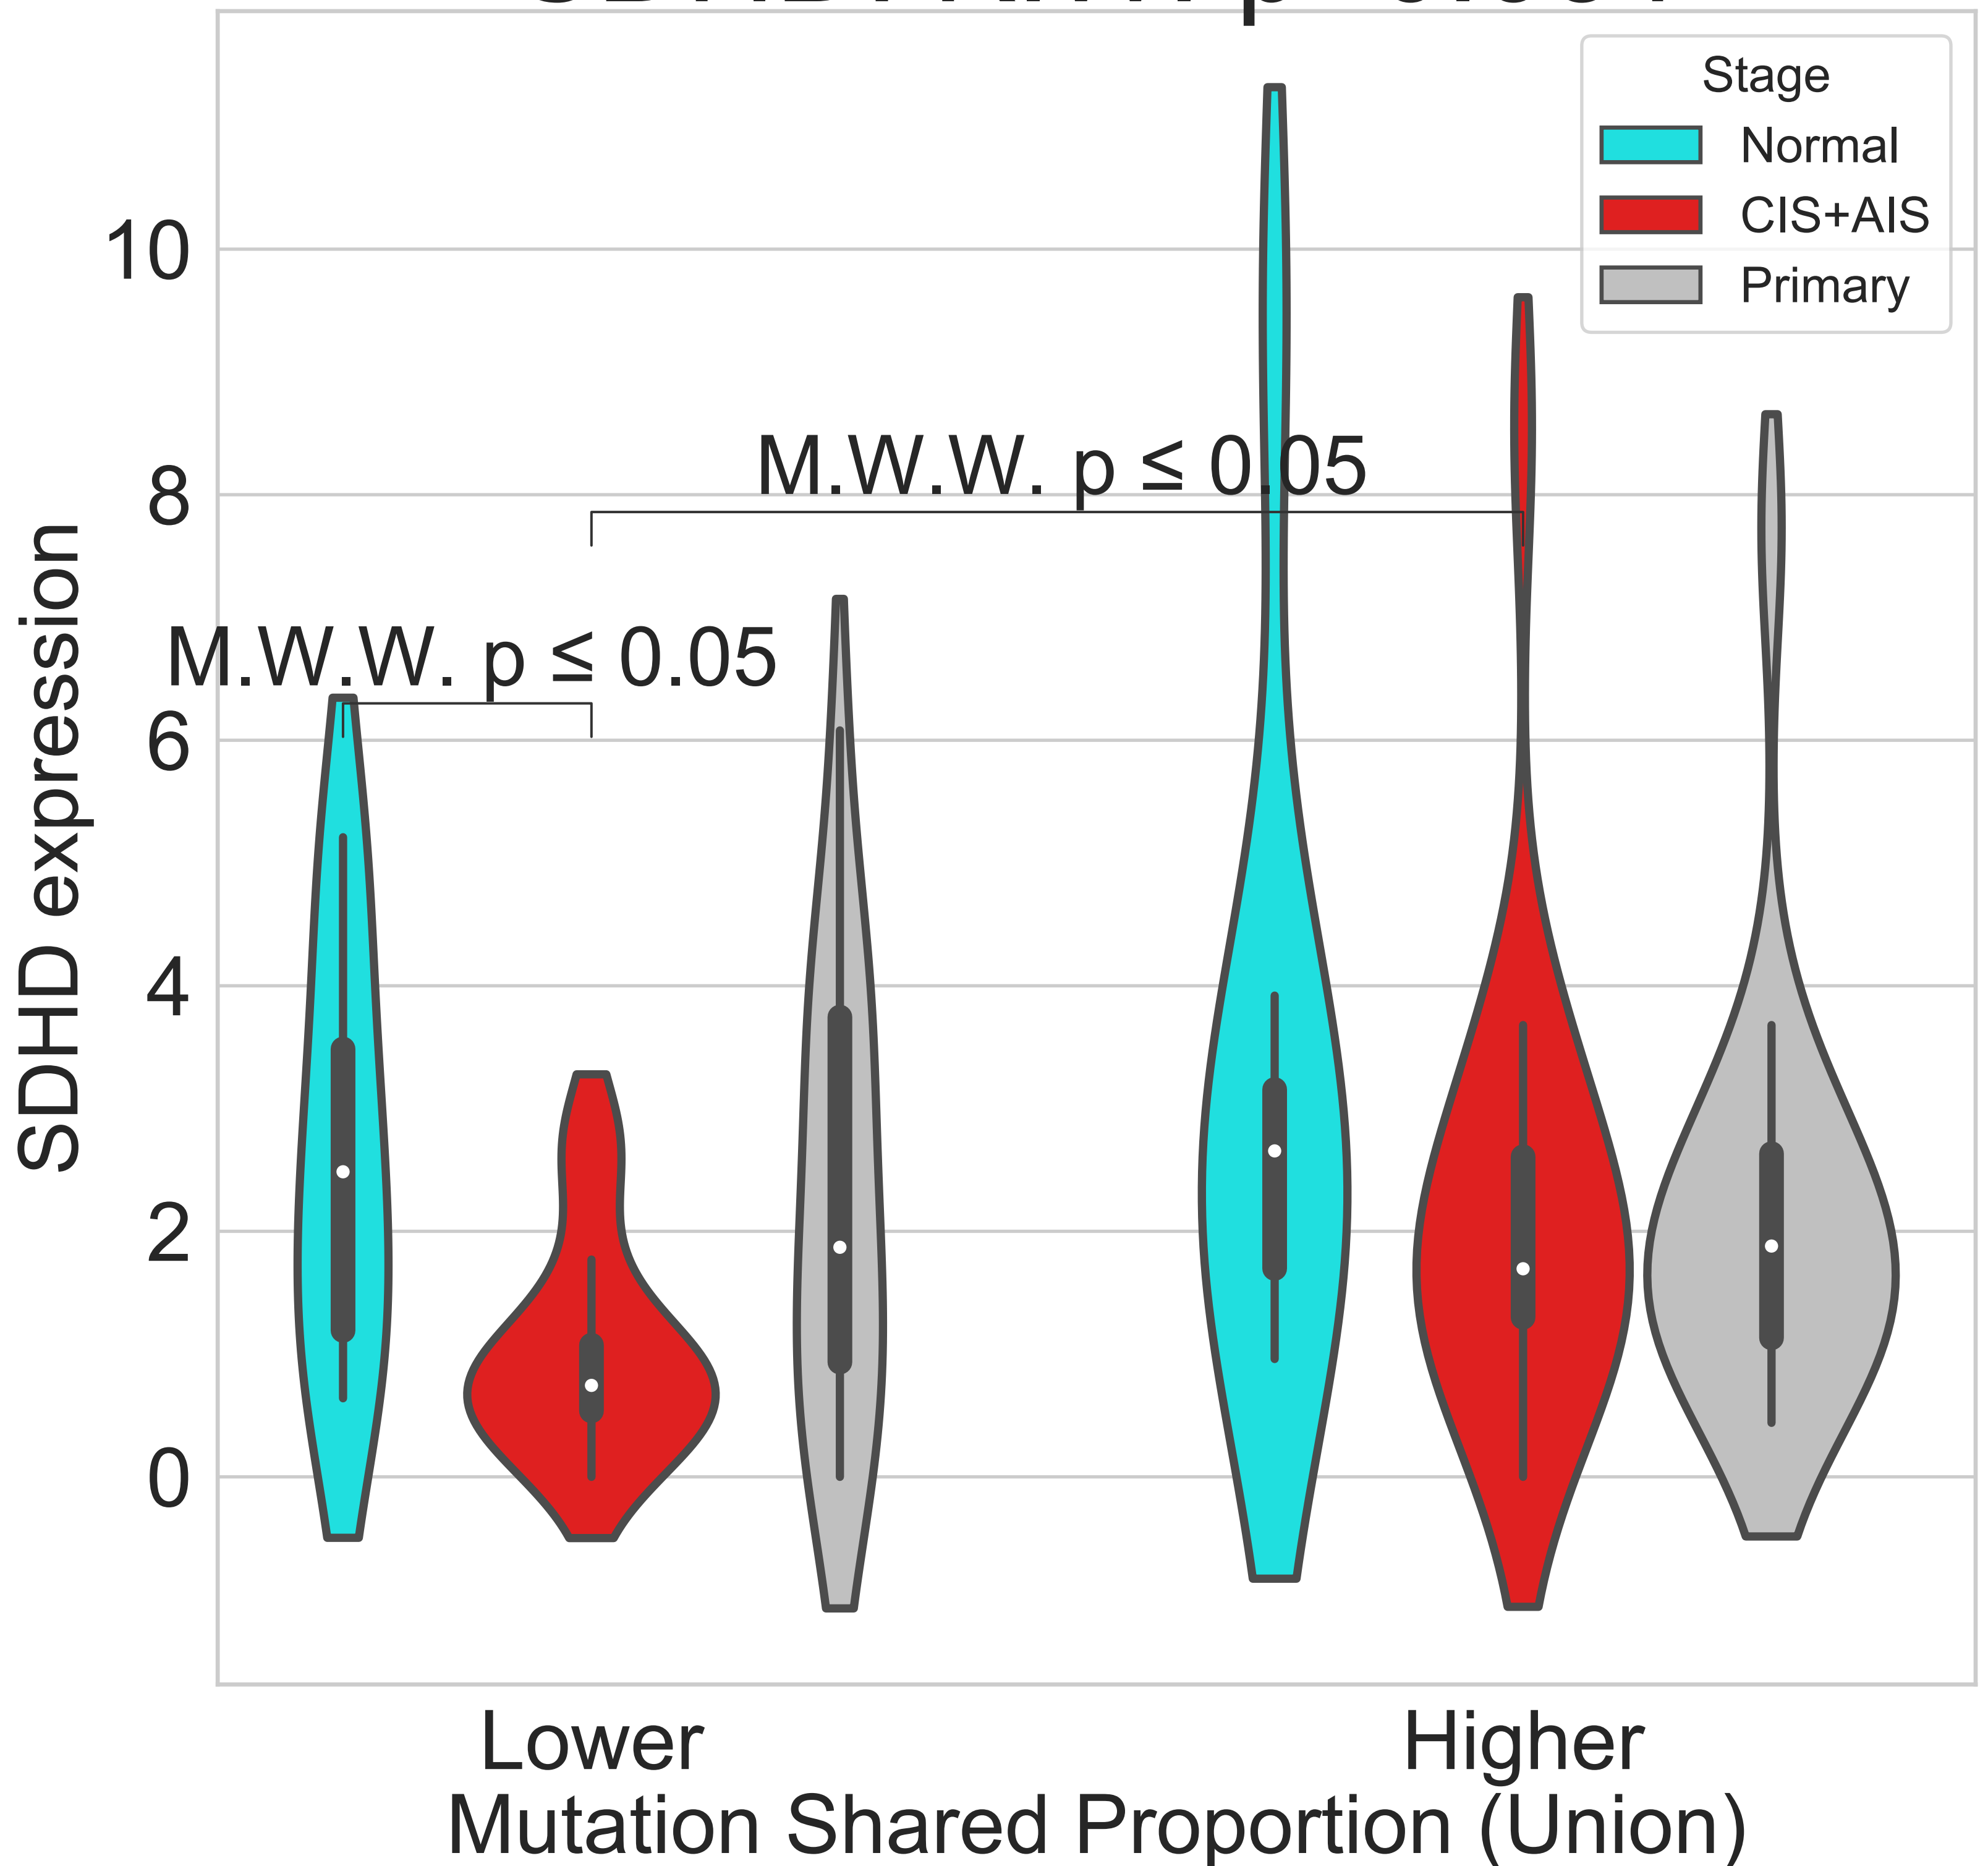 Stage
Normal
CIS+AIS
Primary
10
8
6
4
2
0
SDHD expression
M.W.W. p ≤ 0.05
M.W.W. p ≤ 0.05
Lower
Higher
Mutation Shared Proportion (Union)